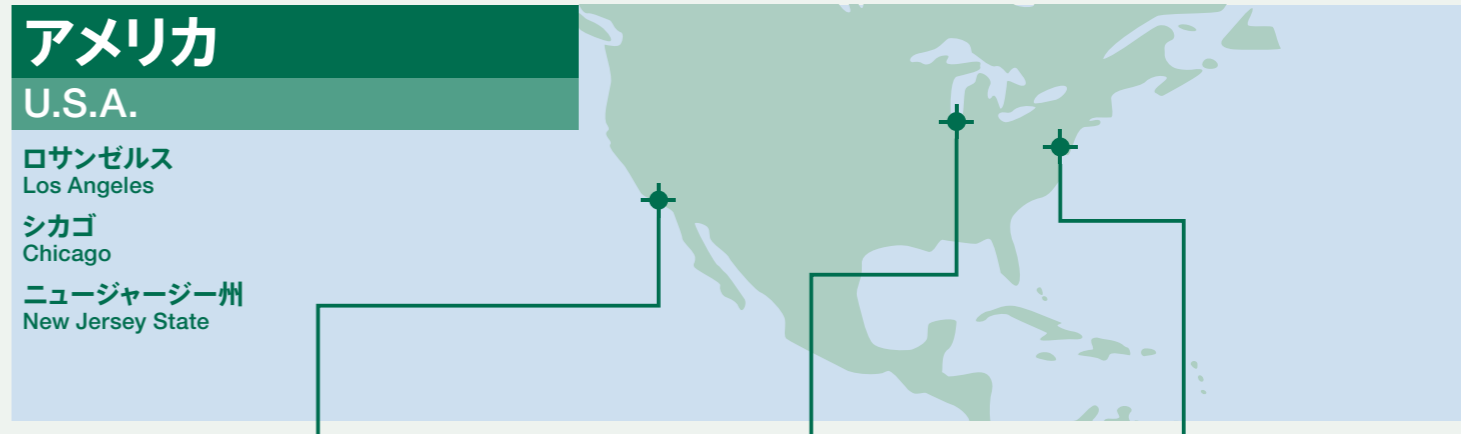 アメリカ
U.S.A.
ロサンゼルス
Los Angeles
シカゴ
Chicago
ニュージャージー州
New Jersey State